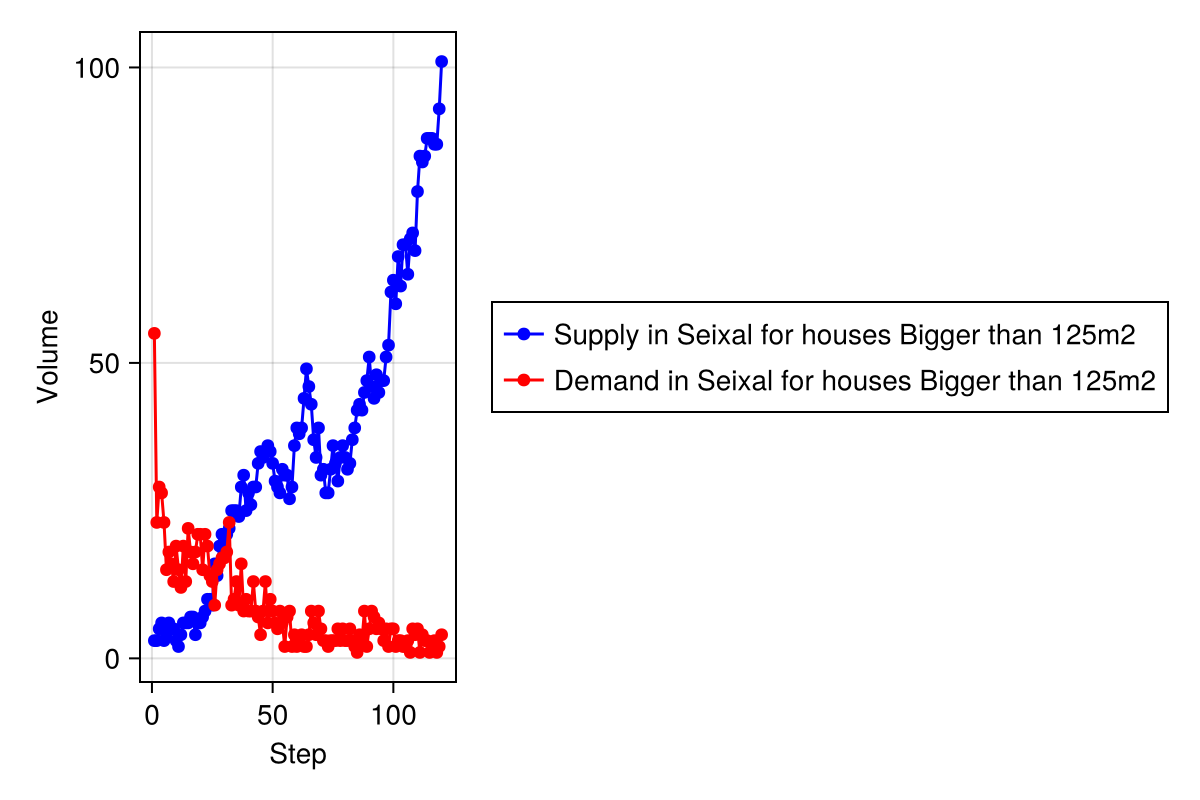 100
50
0
Volume
0 50 100
Step
Supply in Seixal for houses Bigger than 125m2
Demand in Seixal for houses Bigger than 125m2